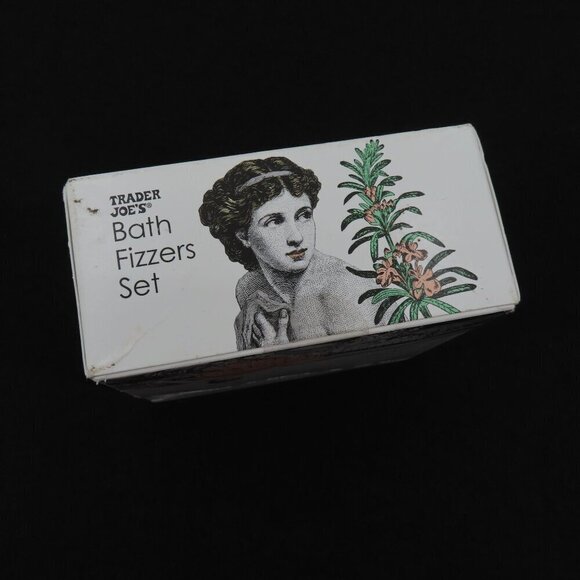 TRADER
JOE'S®
Bath
Fizzers
Set